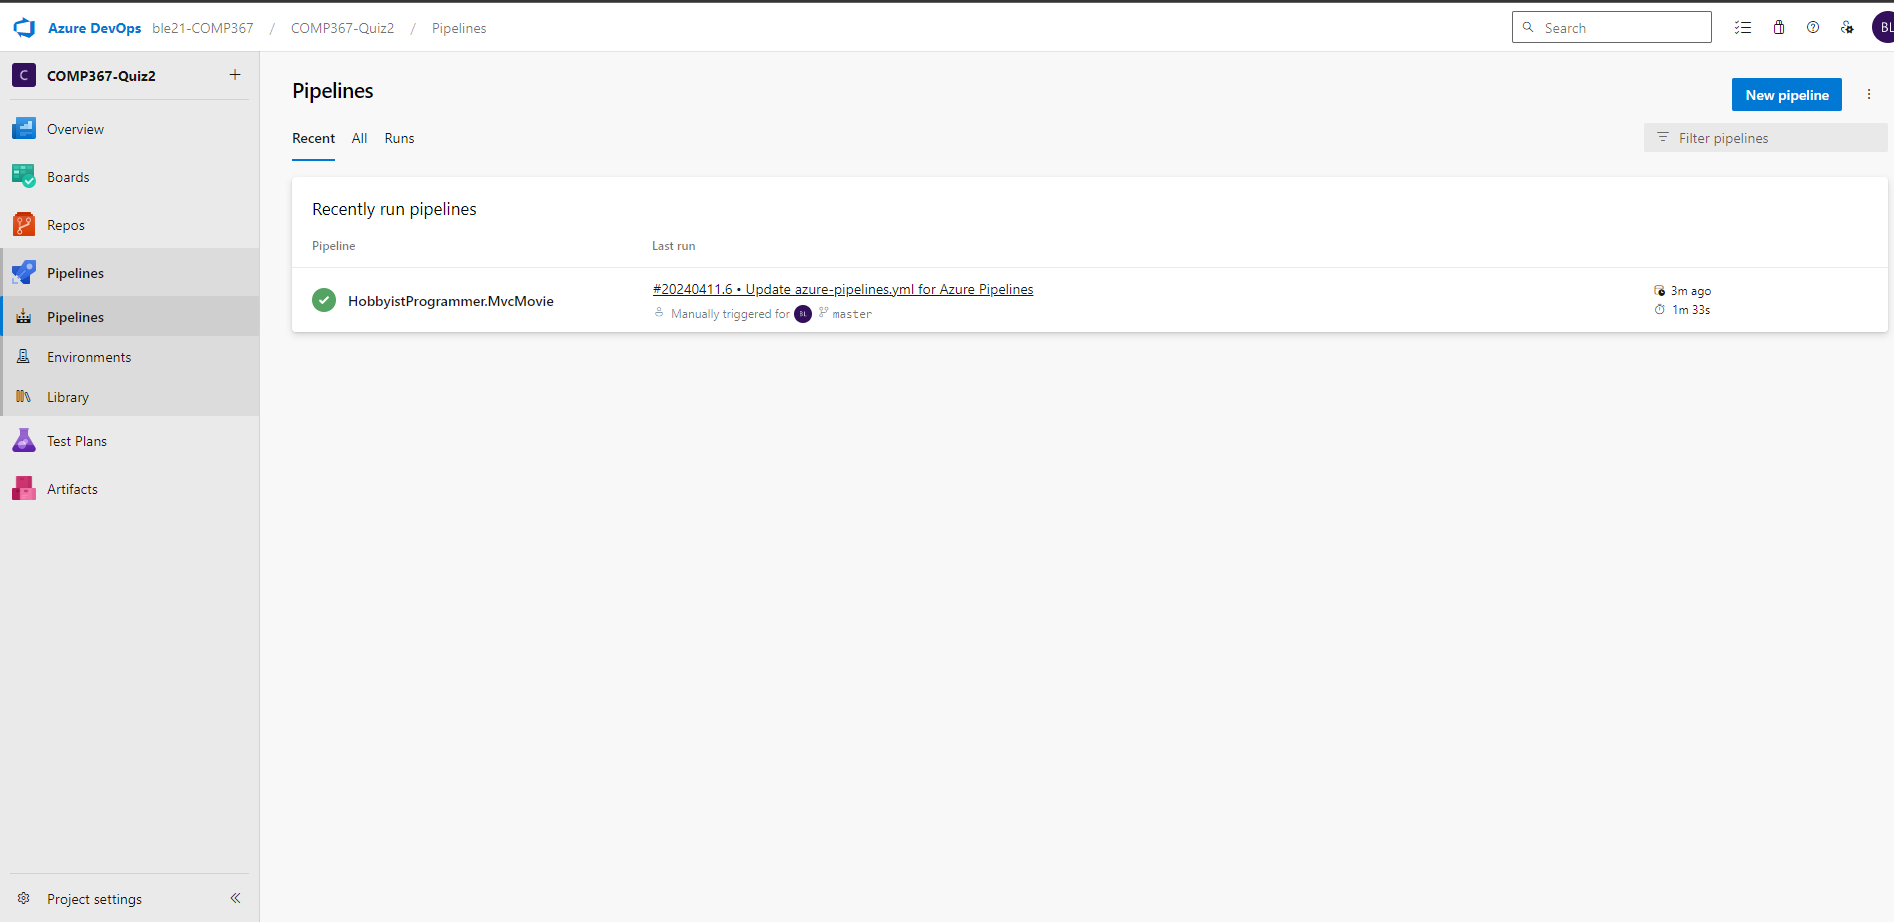 Azure DevOps ble21-COMP367 / COMP367-Quiz2 / Pipelines
Search
BL
C COMP367-Quiz2 +
Overview
Boards
Repos
Pipelines
Pipelines
Environments
Library
Test Plans
Artifacts
Project settings
Pipelines
New pipeline
Recent All Runs
Filter pipelines
Recently run pipelines
Pipeline Last run
HobbyistProgrammer.MvcMovie
#20240411.6 • Update azure-pipelines.yml for Azure Pipelines
Manually triggered for BL master
3m ago
1m 33s